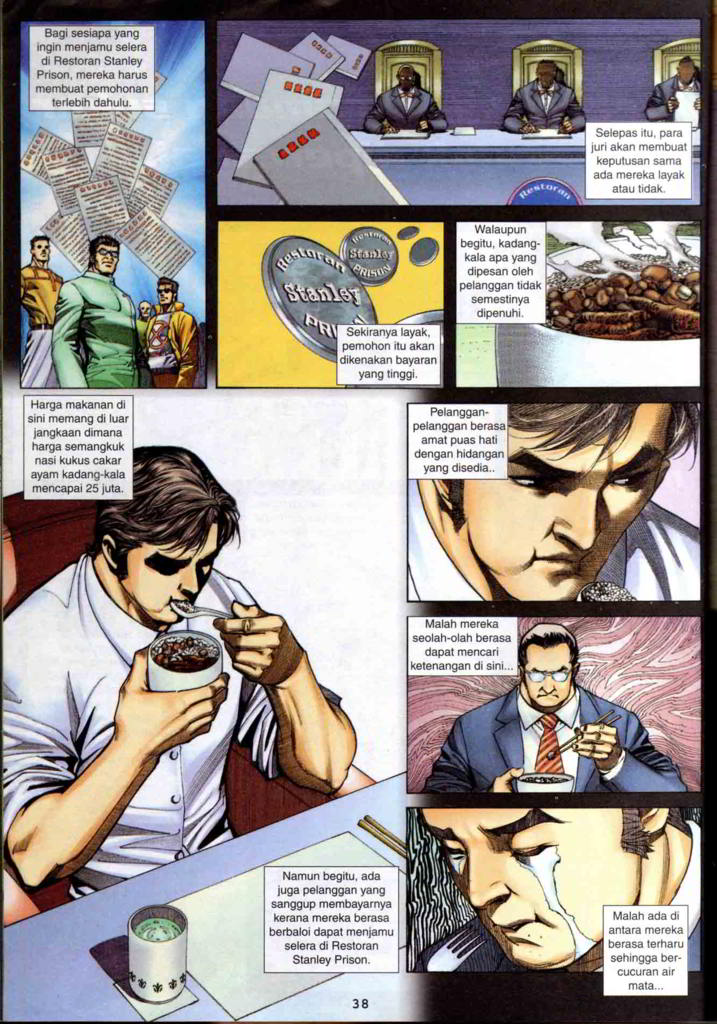 Bagi sesiapa yang
ingin menjamu selera
di Restoran Stanley
Prison, mereka harus
membuat pemohonan
terlebih dahulu.
Selepas itu, para
juri akan membuat
keputusan sama
ada mereka layak
atau tidak.
Restoran
Restoran
Stanley
PRI
Restoran
Stanley
PRISON
Sekiranya layak,
pemohon itu akan
dikenakan bayaran
yang tinggi.
Walaupun
begitu, kadang-
kala apa yang
dipesan oleh
pelanggan tidak
semestinya
dipenuhi.
Harga makanan di
sini memang di luar
jangkaan dimana
harga semangkuk
nasi kukus cakar
ayam kadang-kala
mencapai 25 juta.
Pelanggan-
pelanggan berasa
amat puas hati
dengan hidangan
yang disedia..
Malah mereka
seolah-olah berasa
dapat mencari
ketenangan di sini...
Namun begitu, ada
juga pelanggan yang
sanggup membayarnya
kerana mereka berasa
berbaloi dapat menjamu
selera di Restoran
Stanley Prison.
Malah ada di
antara mereka
berasa terharu
sehingga ber-
cucuran air
mata...
38